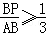 BP/AB ⩾ 1/3